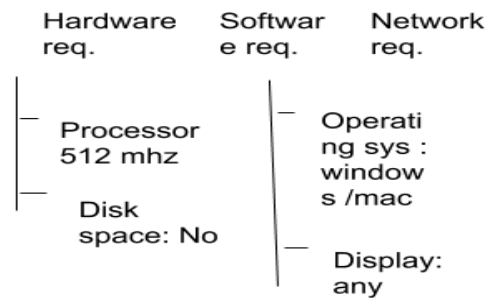 Hardware
req.
Softwar
e req.
Network
req.
Processor
512 mhz
Disk
space: No
Operati
ng sys :
window
s /mac
Display:
any